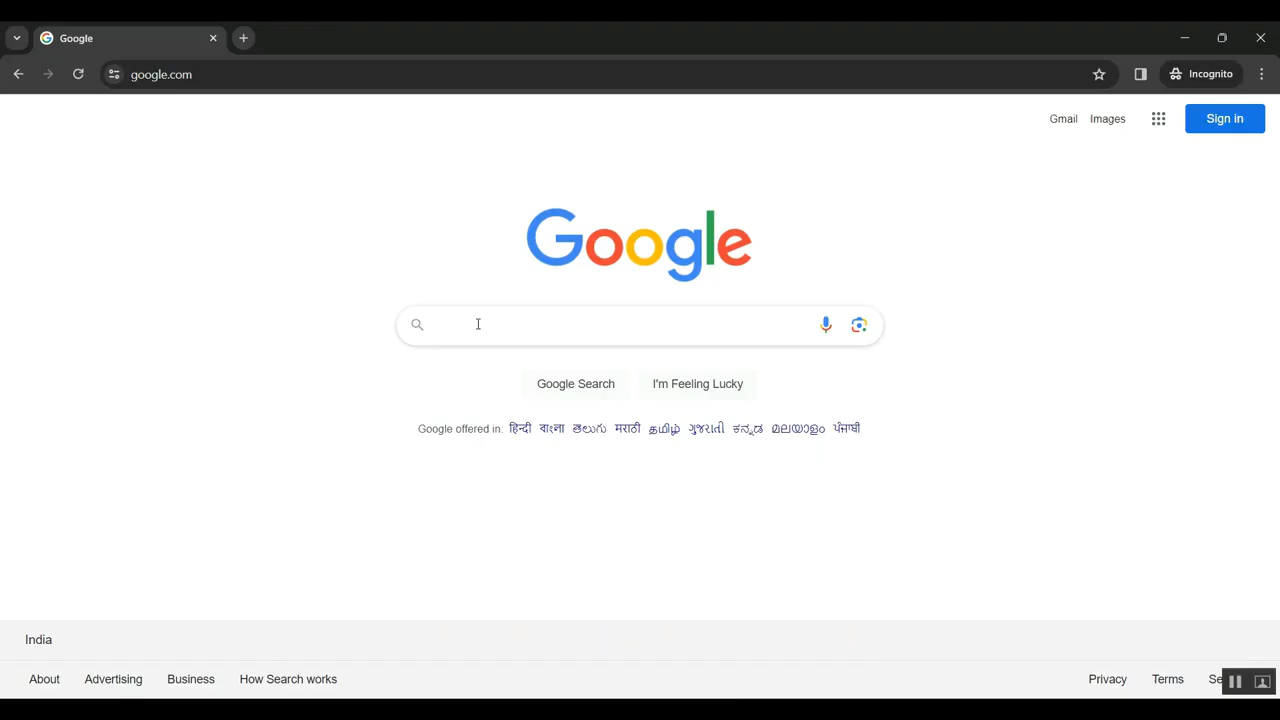 Google
google.com
Incognito
Gmail Images
Sign in
Google
Google Search I'm Feeling Lucky
Google offered in: हिन्दी বাংলা తెలుగు मराठी தமிழ் ગુજરાતી ಕನ್ನಡ മലയാളം ਪੰਜਾਬੀ
India
About Advertising Business How Search works Privacy Terms